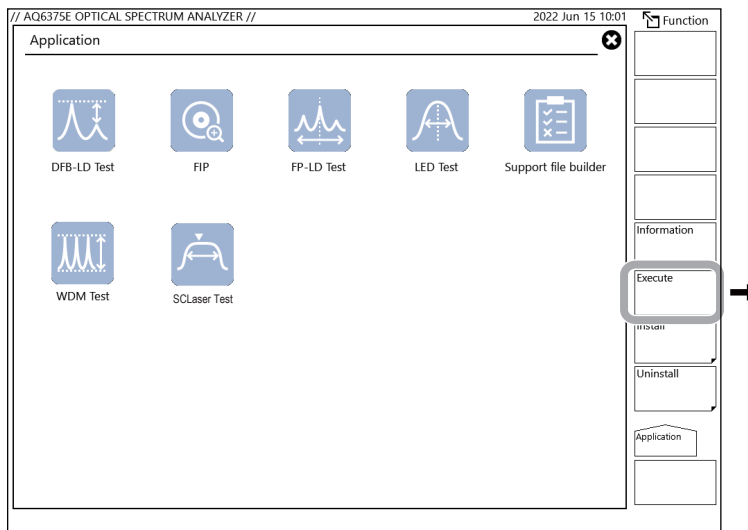 // AQ6375E OPTICAL SPECTRUM ANALYZER // 2022 Jun 15 10:01
Function
Application
DFB-LD Test FIP FP-LD Test LED Test Support file builder
WDM Test SCLaser Test
Information
Execute
Install
Uninstall
Application